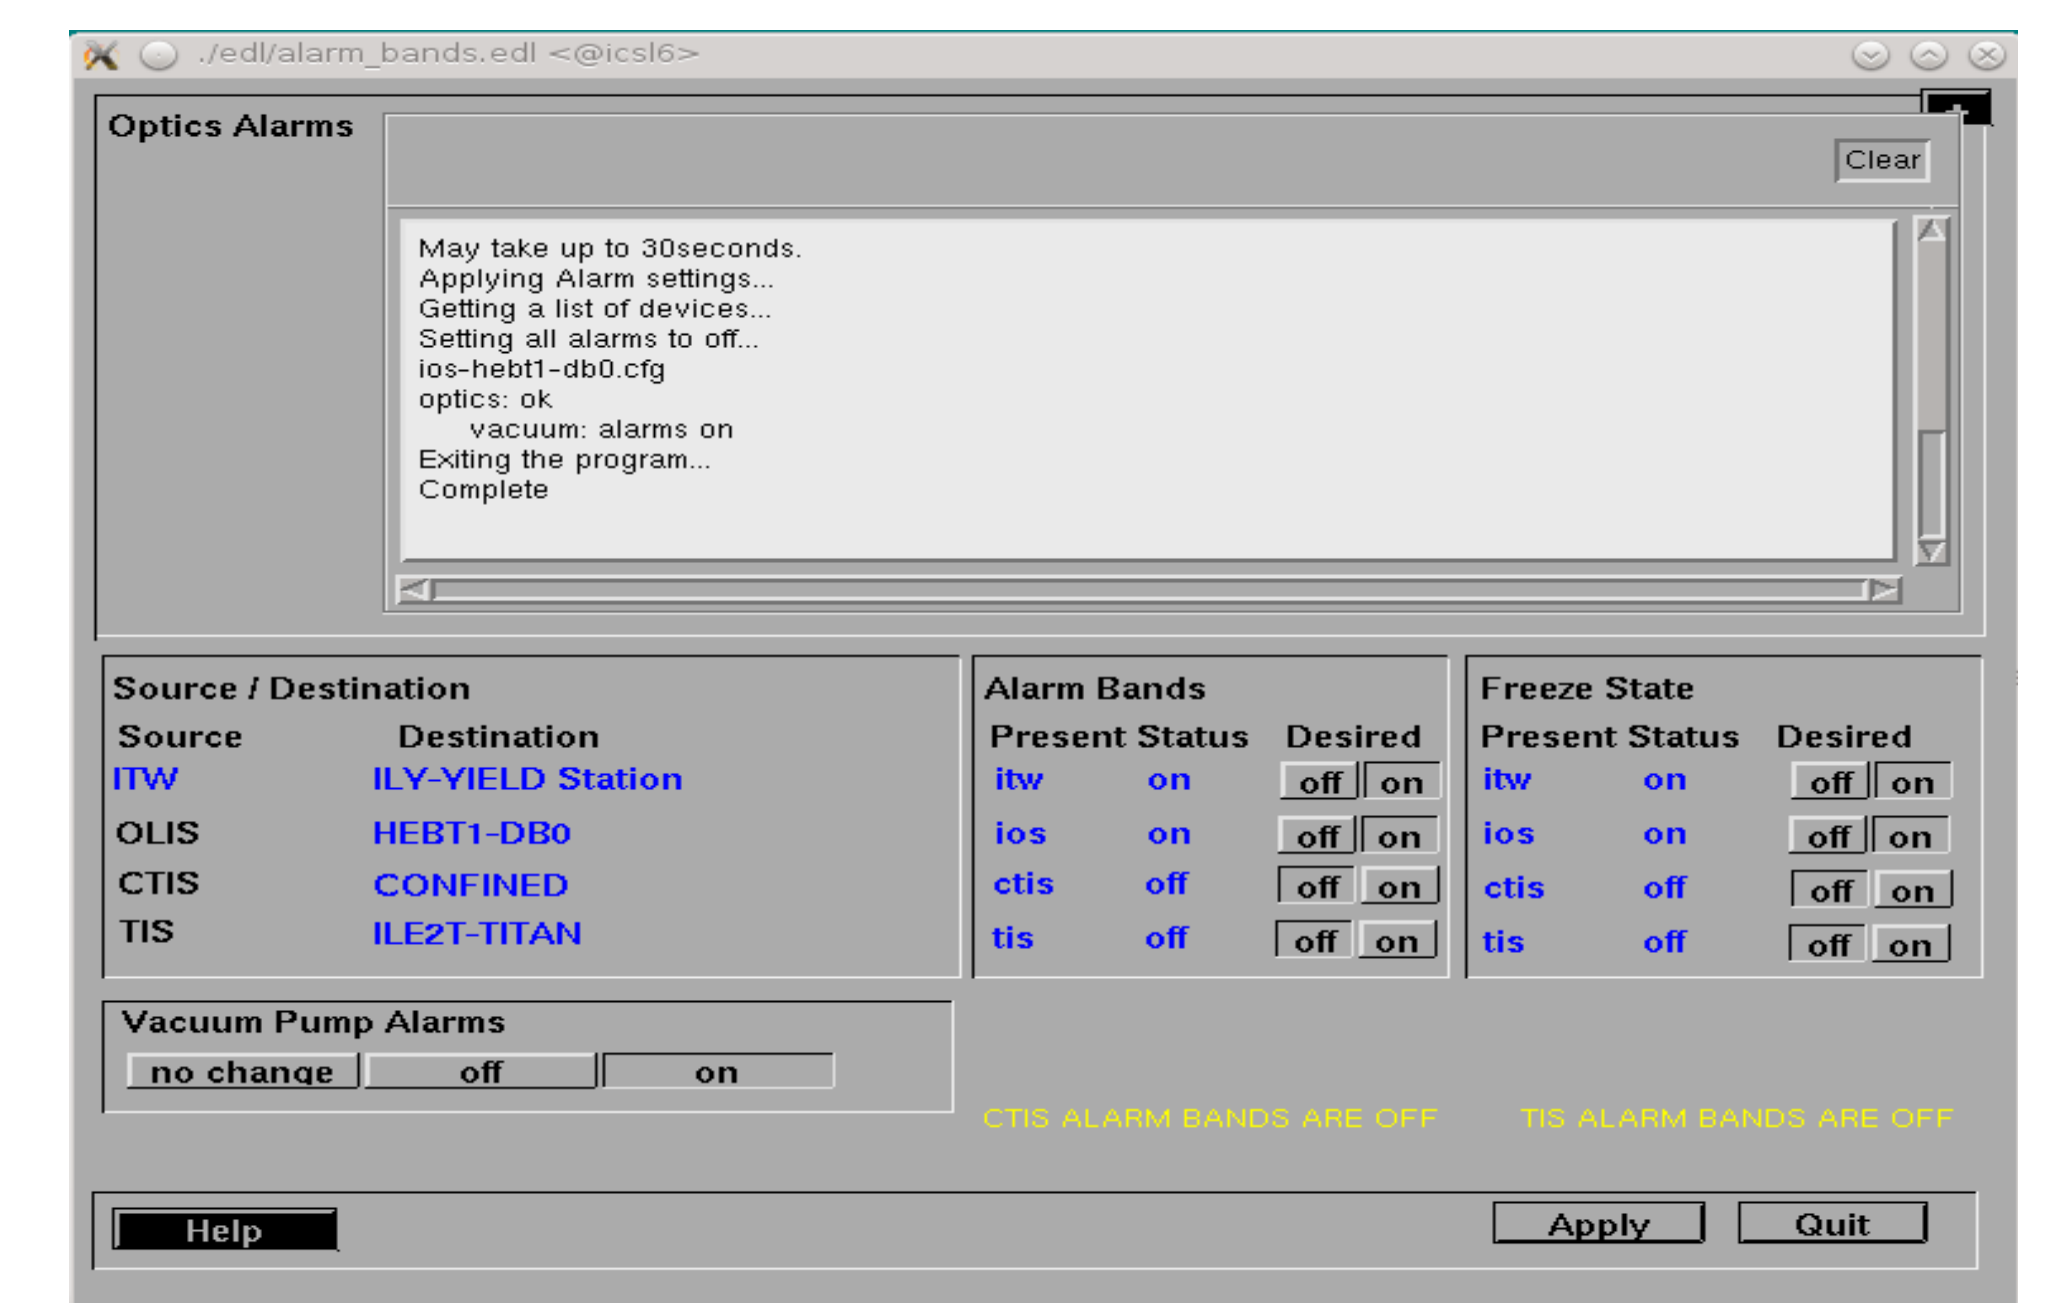 ./edl/alarm_bands.edl <@icsl6>
Optics Alarms
Clear
May take up to 30seconds.
Applying Alarm settings...
Getting a list of devices...
Setting all alarms to off...
ios-hebt1-db0.cfg
optics: ok
vacuum: alarms on
Exiting the program...
Complete
Source / Destination
Source Destination
ITW ILY-YIELD Station
OLIS HEBT1-DB0
CTIS CONFINED
TIS ILE2T-TITAN
Alarm Bands
Present Status Desired
itw on off on
ios on off on
ctis off off on
tis off off on
Freeze State
Present Status Desired
itw on off on
ios on off on
ctis off off on
tis off off on
Vacuum Pump Alarms
no change off on
CTIS ALARM BANDS ARE OFF TIS ALARM BANDS ARE OFF
Help Apply Quit